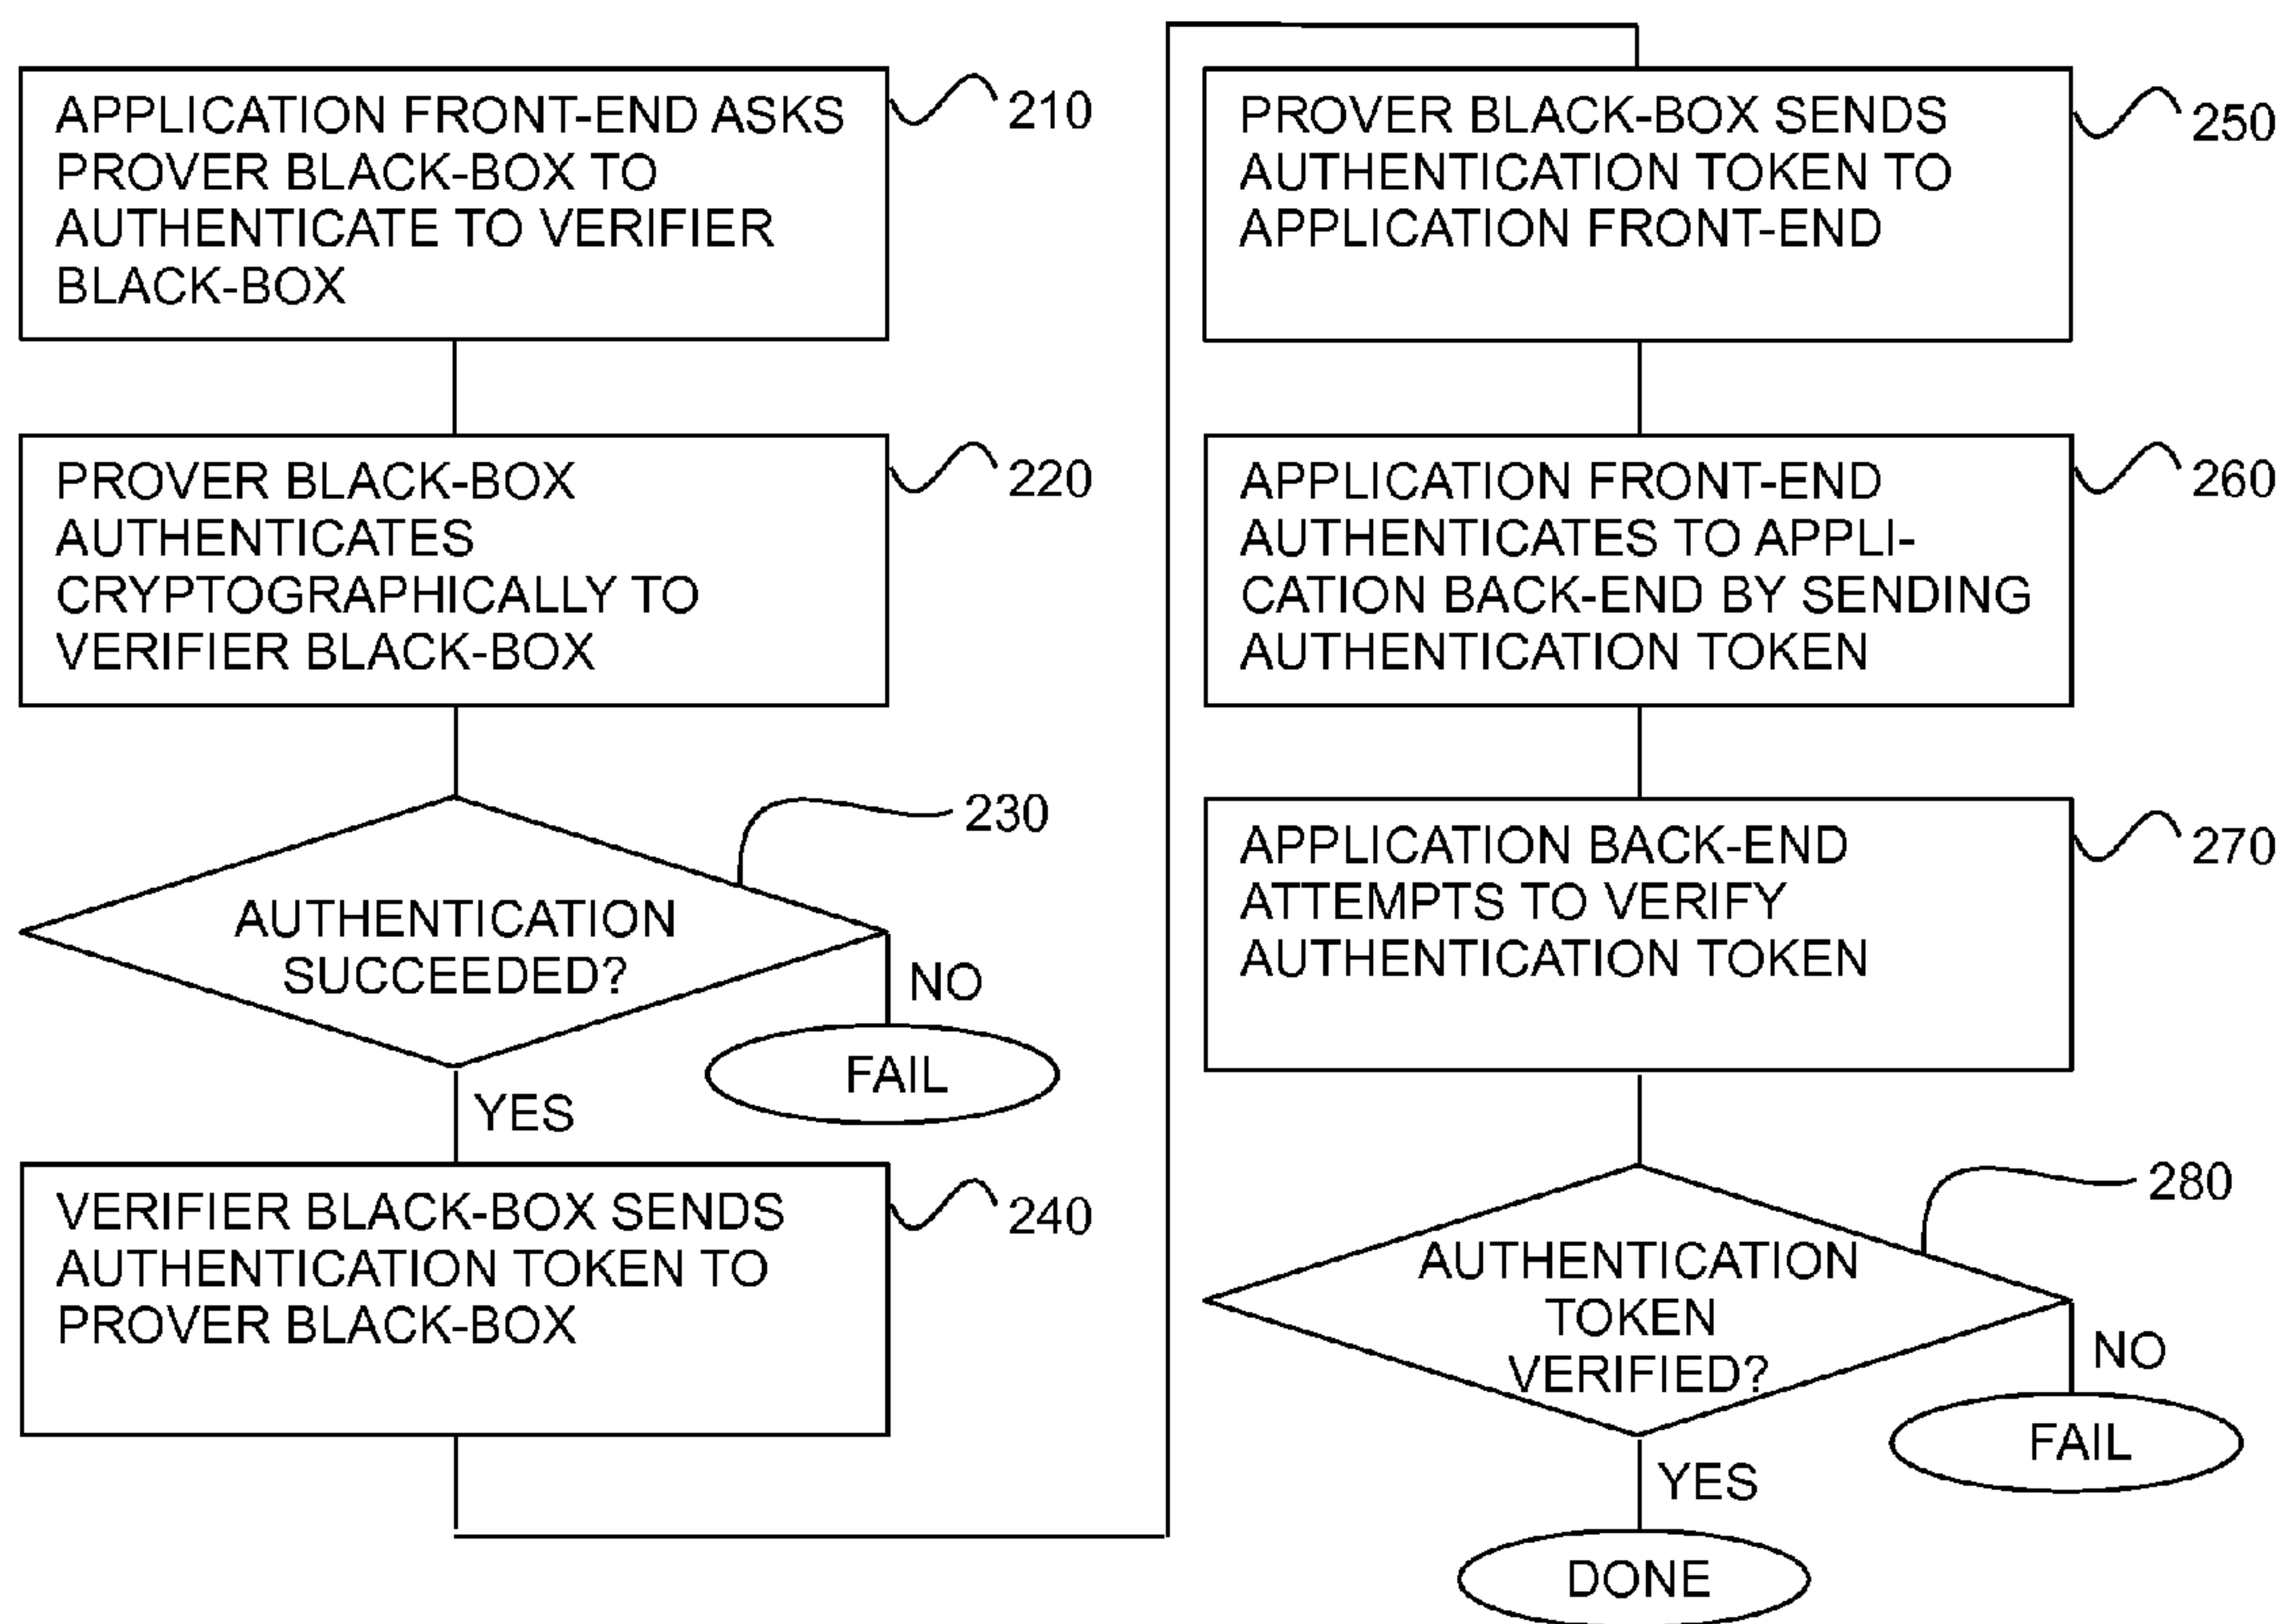 APPLICATION FRONT-END ASKS
PROVER BLACK-BOX TO
AUTHENTICATE TO VERIFIER
BLACK-BOX
210
PROVER BLACK-BOX
AUTHENTICATES
CRYPTOGRAPHICALLY TO
VERIFIER BLACK-BOX
220
230
AUTHENTICATION
SUCCEEDED?
NO
FAIL
YES
VERIFIER BLACK-BOX SENDS
AUTHENTICATION TOKEN TO
PROVER BLACK-BOX
240
PROVER BLACK-BOX SENDS
AUTHENTICATION TOKEN TO
APPLICATION FRONT-END
250
APPLICATION FRONT-END
AUTHENTICATES TO APPLI-
CATION BACK-END BY SENDING
AUTHENTICATION TOKEN
260
APPLICATION BACK-END
ATTEMPTS TO VERIFY
AUTHENTICATION TOKEN
270
280
AUTHENTICATION
TOKEN
VERIFIED?
NO
FAIL
YES
DONE